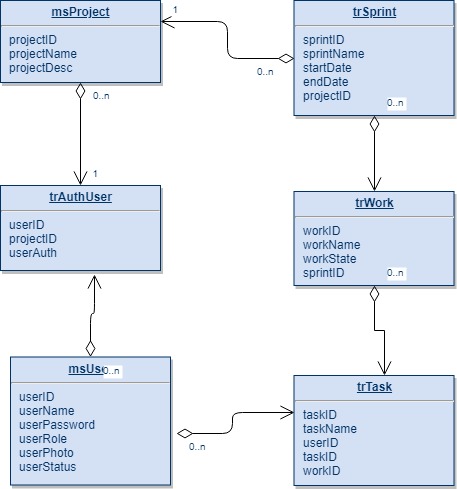 msProject
projectID
projectName
projectDesc
1
0..n
trSprint
sprintID
sprintName
startDate
endDate
projectID
0..n
0..n
1
trAuthUser
userID
projectID
userAuth
trWork
workID
workName
workState
sprintID
0..n
msUse
0..n
userID
userName
userPassword
userRole
userPhoto
userStatus
0..n
trTask
taskID
taskName
userID
taskID
workID